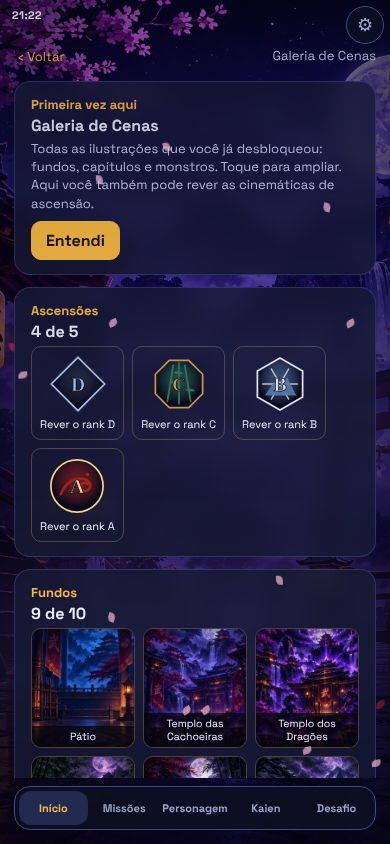 21:22
‹ Voltar
Galeria de Cenas
Primeira vez aqui
Galeria de Cenas
Todas as ilustrações que você já desbloqueou:
fundos, capítulos e monstros. Toque para ampliar.
Aqui você também pode rever as cinemáticas de
ascensão.
Entendi
Ascensões
4 de 5
D
C
B
Rever o rank D
Rever o rank C
Rever o rank B
A
Rever o rank A
Fundos
9 de 10
Pátio
Templo das
Cachoeiras
Templo dos
Dragões
Início
Missões
Personagem
Kaien
Desafio